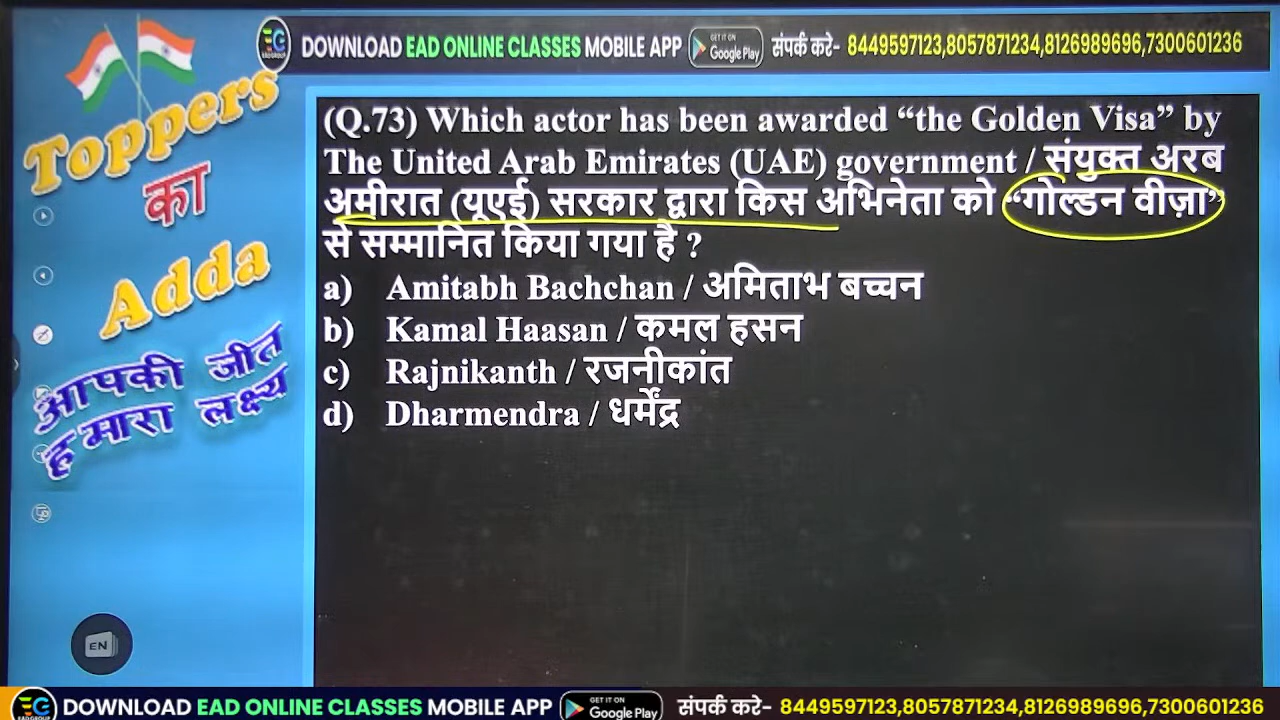 DOWNLOAD EAD ONLINE CLASSES MOBILE APP GET IT ON Google Play संपर्क करे- 8449597123,8057871234,8126989696,7300601236
Toppers
का
Adda
आपकी जीत
हमारा लक्ष्य
(Q.73) Which actor has been awarded “the Golden Visa” by
The United Arab Emirates (UAE) government / संयुक्त अरब
अमीरात (यूएई) सरकार द्वारा किस अभिनेता को “गोल्डन वीज़ा”
से सम्मानित किया गया है ?
a) Amitabh Bachchan / अमिताभ बच्चन
b) Kamal Haasan / कमल हसन
c) Rajnikanth / रजनीकांत
d) Dharmendra / धर्मेंद्र
EN
DOWNLOAD EAD ONLINE CLASSES MOBILE APP GET IT ON Google Play संपर्क करे- 8449597123,8057871234,8126989696,7300601236